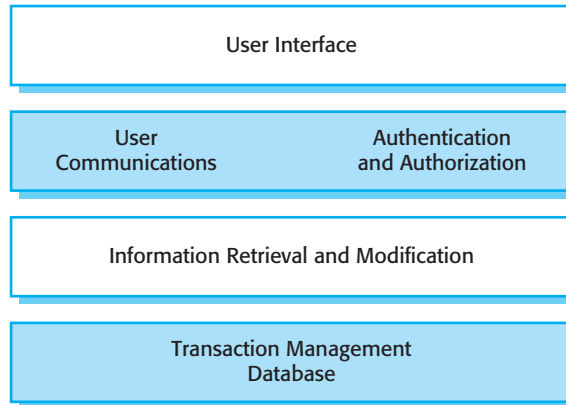 User Interface
User
Communications
Authentication
and Authorization
Information Retrieval and Modification
Transaction Management
Database